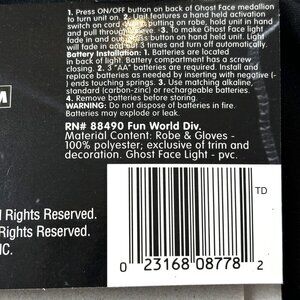 1. Press ON/OFF button on back of Ghost Face medallion
to turn unit on. 2. Unit features a hand held activation
switch on cord putting on robe, hold unit in hand
and pull through sleeve. 3. To make Ghost Face light
fade in and out press button on hand held unit. Light
will fade in and out 3 times and turn off automatically.
Battery Installation: 1. Batteries are located
in back of light. Battery compartment has a screw
closing. 2. "AA" batteries are required. Install and
replace batteries as needed by inserting with negative (-)
ends touching springs. 3. Use matching alkaline,
standard (carbon-zinc) or rechargeable batteries.
4. Remove batteries before storing.
WARNING: Do not dispose of batteries in fire.
Batteries may explode or leak.
RN# 88490 Fun World Div.
Material Content: Robe & Gloves -
100% polyester; exclusive of trim and
decoration. Ghost Face Light - pvc.
M
TD
l Rights Reserved.
Rights Reserved.
C.
0 23168 08778 2